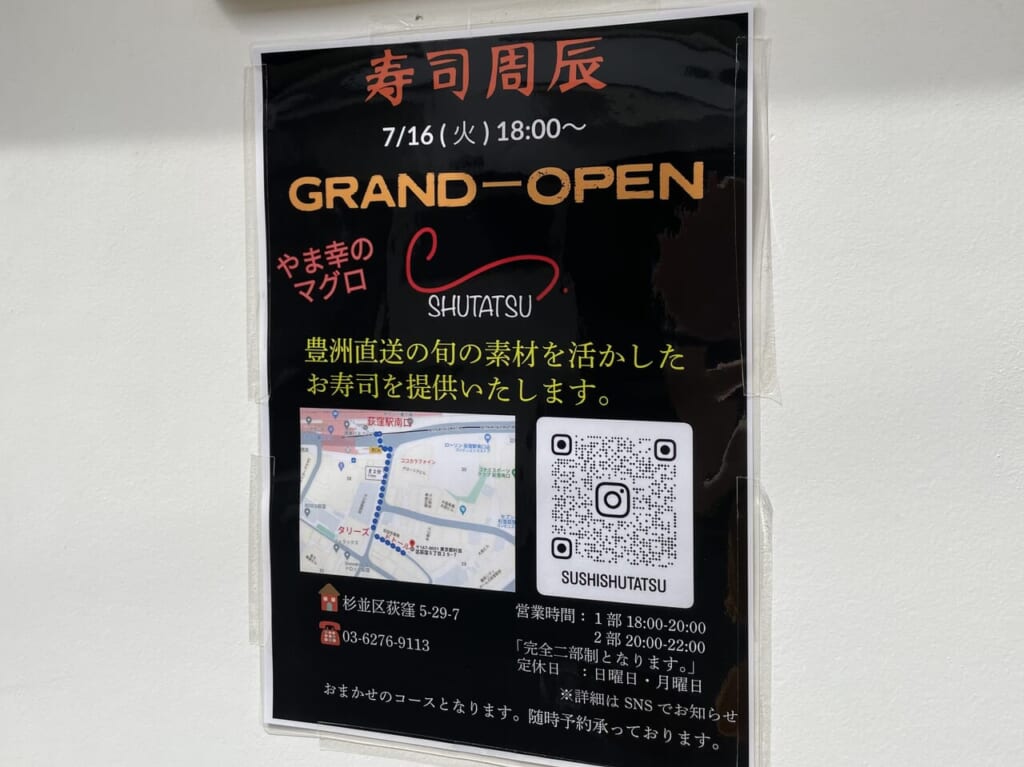 寿司周辰
7/16 ( 火 ) 18:00～
GRAND－OPEN
やま幸の
マグロ
SHUTATSU
豊洲直送の旬の素材を活かした
お寿司を提供いたします。
荻窪駅南口
ココカラファイン
タリーズ
ドトール
SUSHISHUTATSU
杉並区荻窪 5-29-7
03-6276-9113
営業時間： 1 部 18:00-20:00
2 部 20:00-22:00
「完全二部制となります。」
定休日　：日曜日・月曜日
※詳細は SNS でお知らせ
おまかせのコースとなります。随時予約承っております。